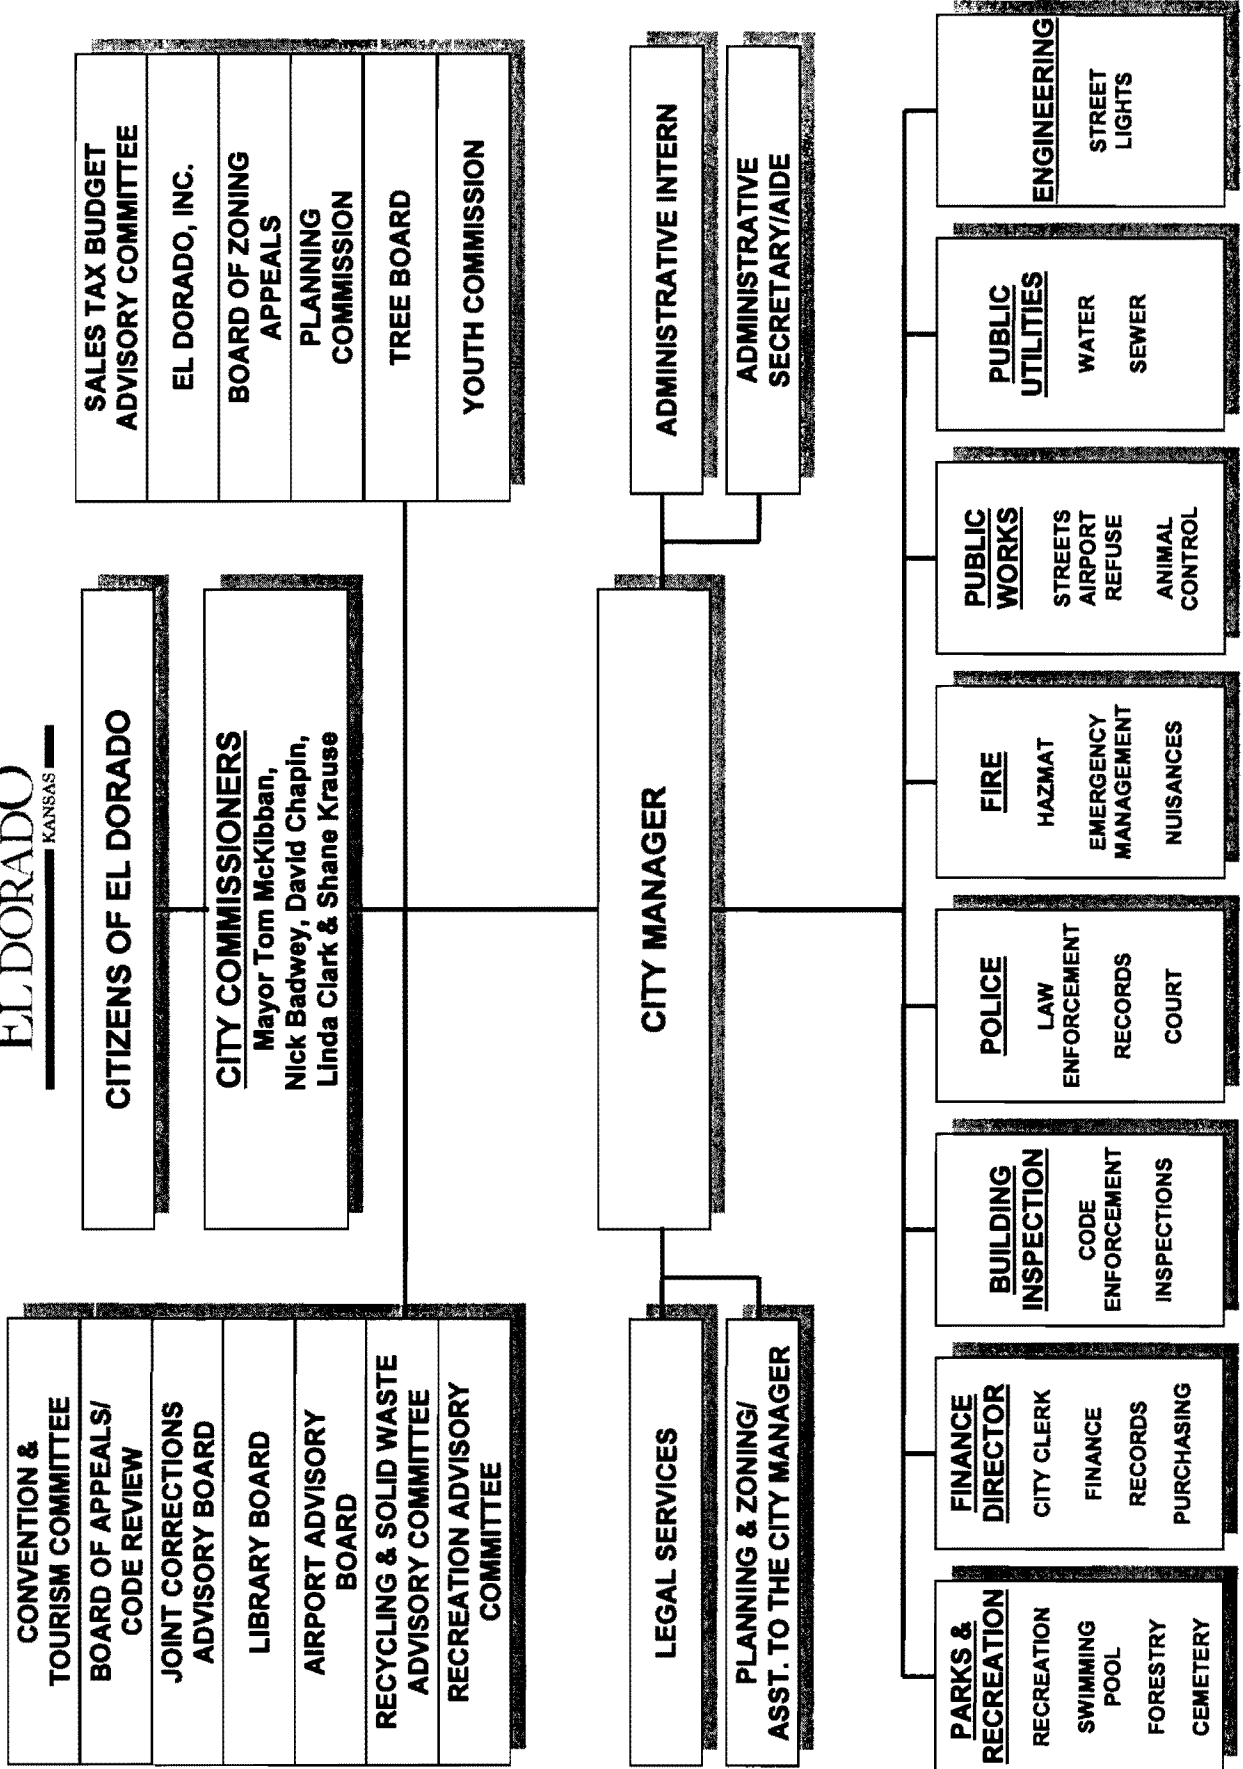 EL DORADO
KANSAS
CITIZENS OF EL DORADO
CITY COMMISSIONERS
Mayor Tom McKibban,
Nick Badwey, David Chapin,
Linda Clark & Shane Krause
CONVENTION &
TOURISM COMMITTEE
BOARD OF APPEALS/
CODE REVIEW
JOINT CORRECTIONS
ADVISORY BOARD
LIBRARY BOARD
AIRPORT ADVISORY
BOARD
RECYCLING & SOLID WASTE
ADVISORY COMMITTEE
RECREATION ADVISORY
COMMITTEE
SALES TAX BUDGET
ADVISORY COMMITTEE
EL DORADO, INC.
BOARD OF ZONING
APPEALS
PLANNING
COMMISSION
TREE BOARD
YOUTH COMMISSION
CITY MANAGER
LEGAL SERVICES
PLANNING & ZONING/
ASST. TO THE CITY MANAGER
ADMINISTRATIVE INTERN
ADMINISTRATIVE
SECRETARY/AIDE
PARKS &
RECREATION
RECREATION
SWIMMING
POOL
FORESTRY
CEMETERY
FINANCE
DIRECTOR
CITY CLERK
FINANCE
RECORDS
PURCHASING
BUILDING
INSPECTION
CODE
ENFORCEMENT
INSPECTIONS
POLICE
LAW
ENFORCEMENT
RECORDS
COURT
FIRE
HAZMAT
EMERGENCY
MANAGEMENT
NUISANCES
PUBLIC
WORKS
STREETS
AIRPORT
REFUSE
ANIMAL
CONTROL
PUBLIC
UTILITIES
WATER
SEWER
ENGINEERING
STREET
LIGHTS